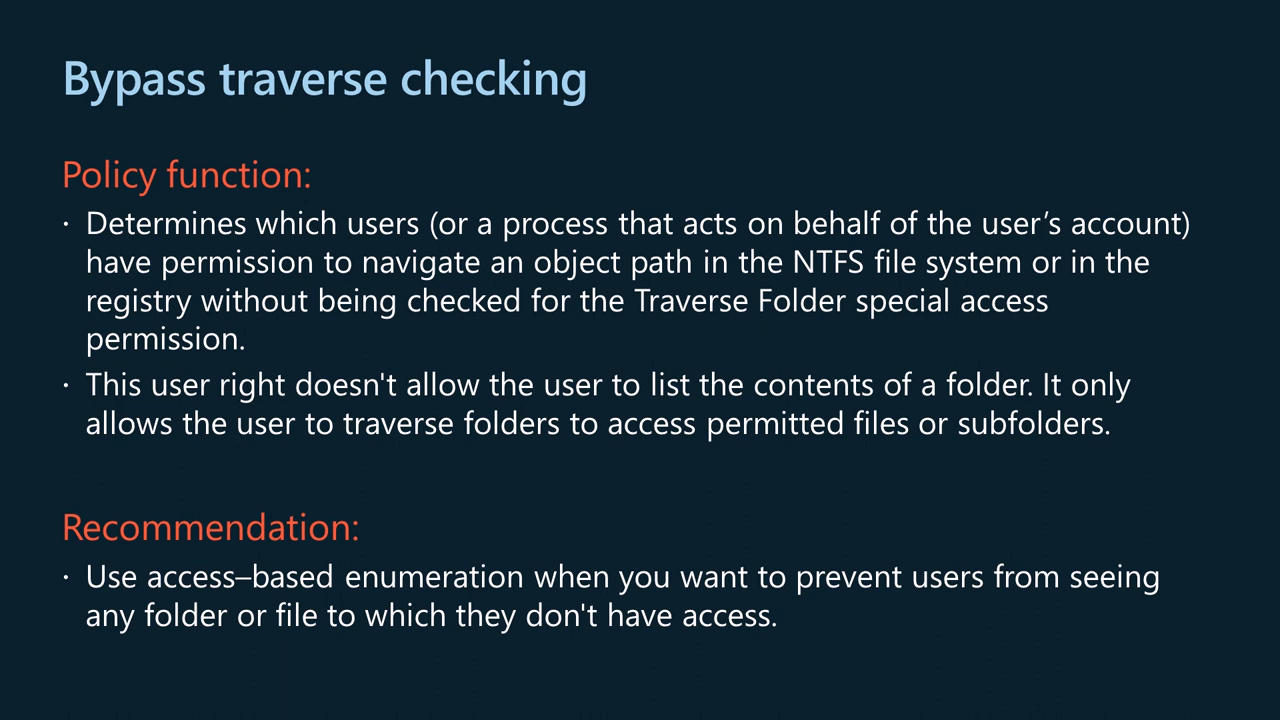 Bypass traverse checking
Policy function:
· Determines which users (or a process that acts on behalf of the user’s account)
have permission to navigate an object path in the NTFS file system or in the
registry without being checked for the Traverse Folder special access
permission.
· This user right doesn't allow the user to list the contents of a folder. It only
allows the user to traverse folders to access permitted files or subfolders.
Recommendation:
· Use access–based enumeration when you want to prevent users from seeing
any folder or file to which they don't have access.